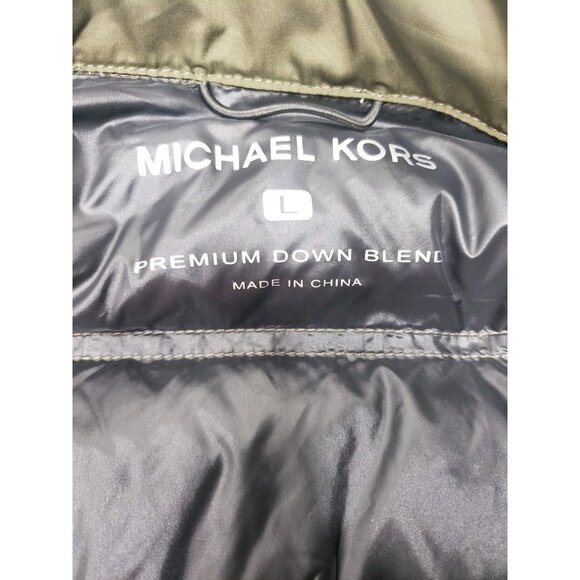 MICHAEL KORS
L
PREMIUM DOWN BLEND
MADE IN CHINA